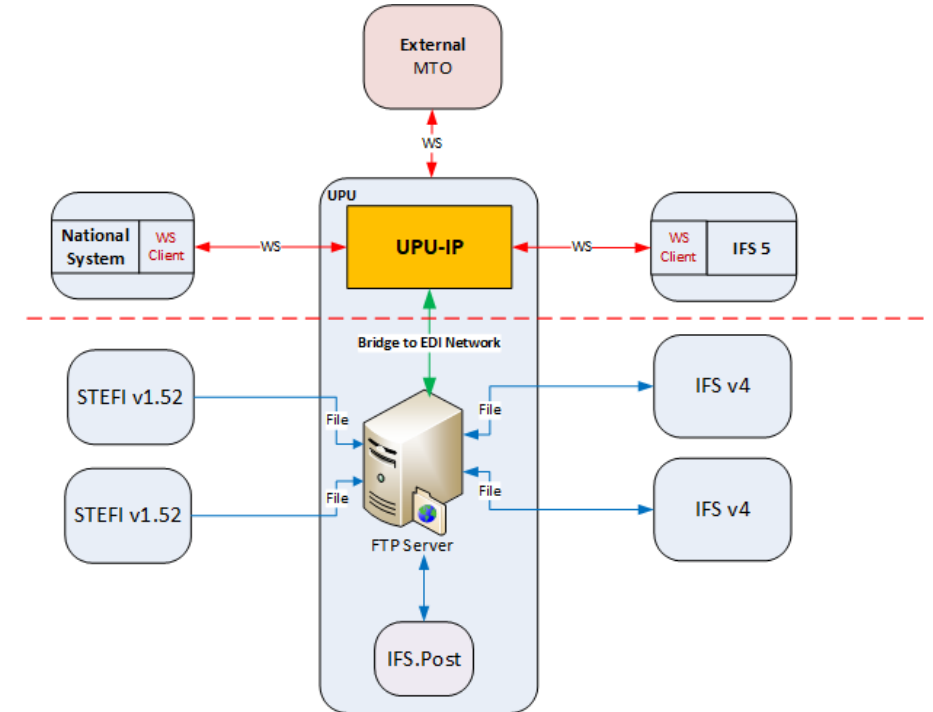 External
MTO
WS
UPU
National
System
WS
Client
WS
UPU-IP
WS
WS
Client
IFS 5
Bridge to EDI Network
STEFI v1.52
File
File
IFS v4
STEFI v1.52
File
File
IFS v4
FTP Server
IFS.Post